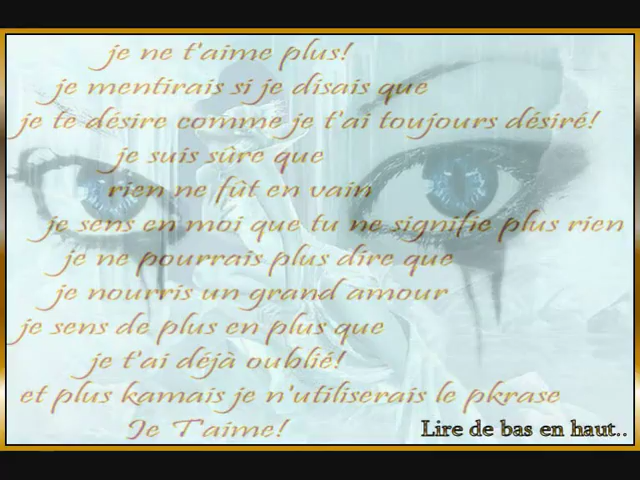 je ne t'aime plus!
je mentirais si je disais que
je te désire comme je t'ai toujours désiré!
je suis sûre que
rien ne fût en vain
je sens en moi que tu ne signifie plus rien
je ne pourrais plus dire que
je nourris un grand amour
je sens de plus en plus que
je t'ai déjà oublié!
et plus kamais je n'utiliserais le pkrase
Je T'aime!
Lire de bas en haut..